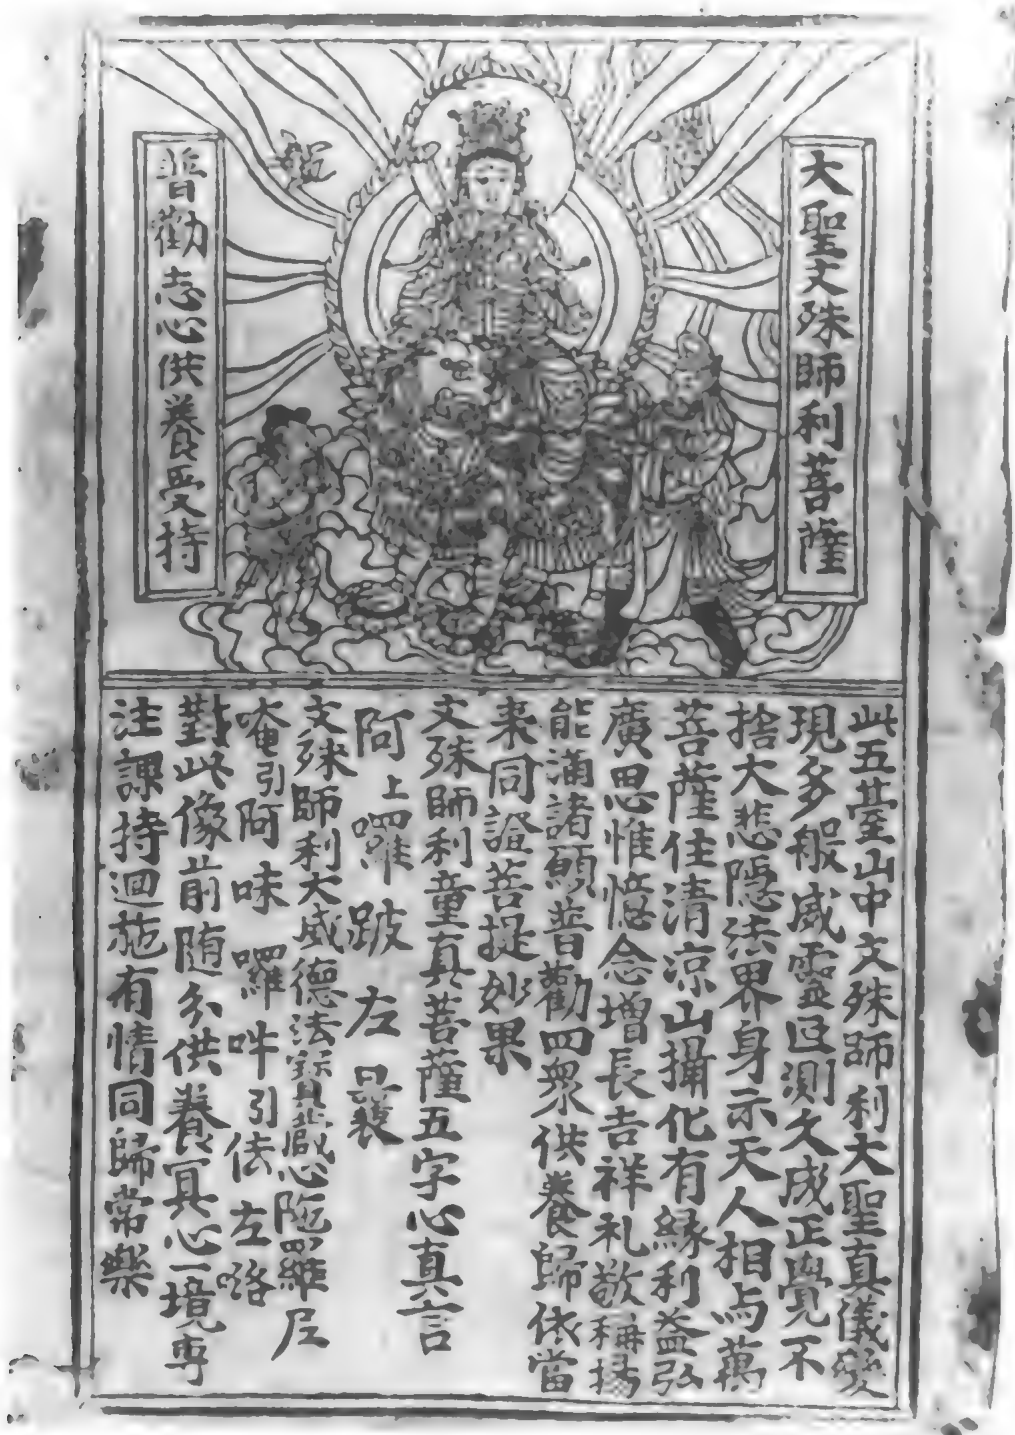 大聖文殊師利菩薩
普勸志心供養受持
此五臺山中文殊師利大聖真儀變
現多般威靈叵測久成正覺不
捨大悲隱法界身示天人相与萬
菩薩住清涼山攝化有緣利益弘
廣思惟憶念增長吉祥礼敬稱揚
能滿諸願普勸四衆供養歸依當
来同證菩提妙果
文殊師利童真菩薩五字心真言
阿上囉 跛 左 曩
文殊師利大威德法寶藏心陁羅尼
唵引阿味 囉 吽引佉左咯
對此像前随分供養冥心一境專
注課持迴施有情同歸常樂